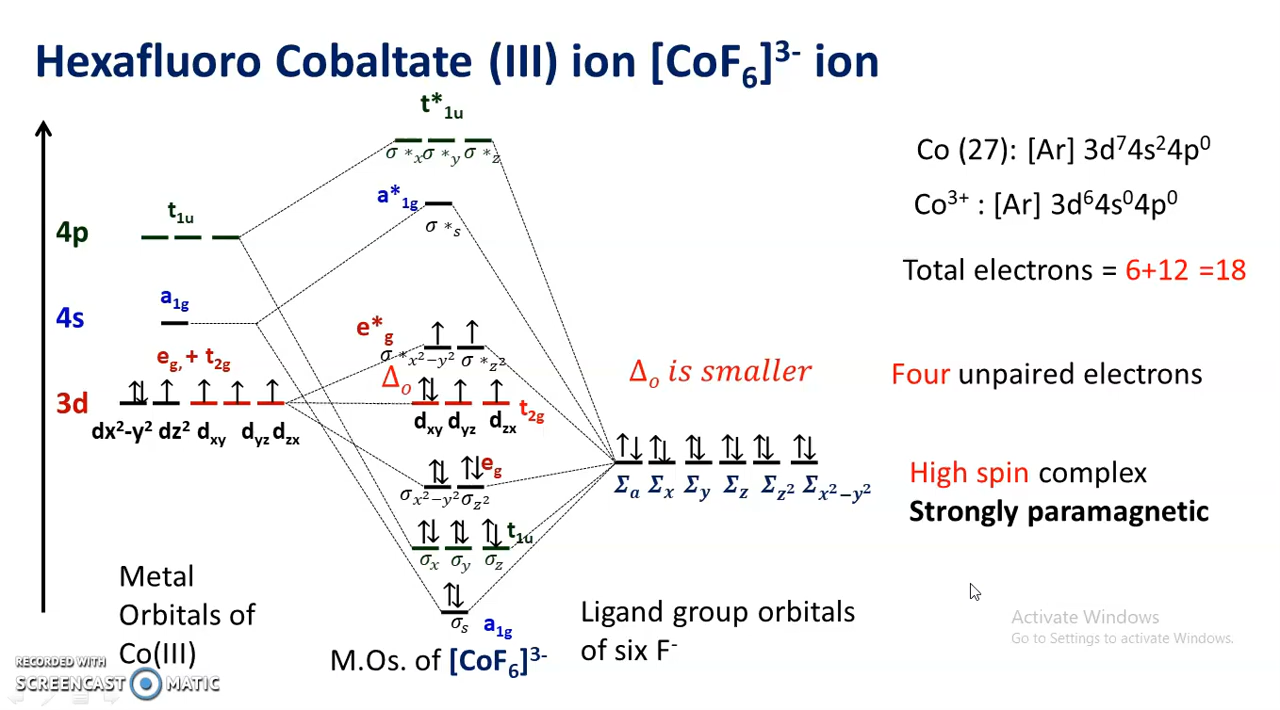 Hexafluoro Cobaltate (III) ion [CoF₆]³⁻ ion
t*₁ᵤ
σ*ₓ σ*ᵧ σ*z
a*₁g
σ*ₛ
t₁ᵤ
4p
a₁g
4s
eg, + t₂g
3d
dx²-y² dz² dxy dyz dzx
e*g
σ*x²−y² σ*z²
Δₒ
t₂g
dxy dyz dzx
eg
σx²−y² σz²
t₁ᵤ
σx σy σz
σₛ a₁g
Δₒ is smaller
Σa Σx Σy Σz Σz² Σx²−y²
Co (27): [Ar] 3d⁷4s²4p⁰
Co³⁺ : [Ar] 3d⁶4s⁰4p⁰
Total electrons = 6+12 =18
Four unpaired electrons
High spin complex
Strongly paramagnetic
Metal
Orbitals of
Co(III)
M.Os. of [CoF₆]³⁻
Ligand group orbitals
of six F⁻
Activate Windows
Go to Settings to activate Windows.
RECORDED WITH
SCREENCAST MATIC